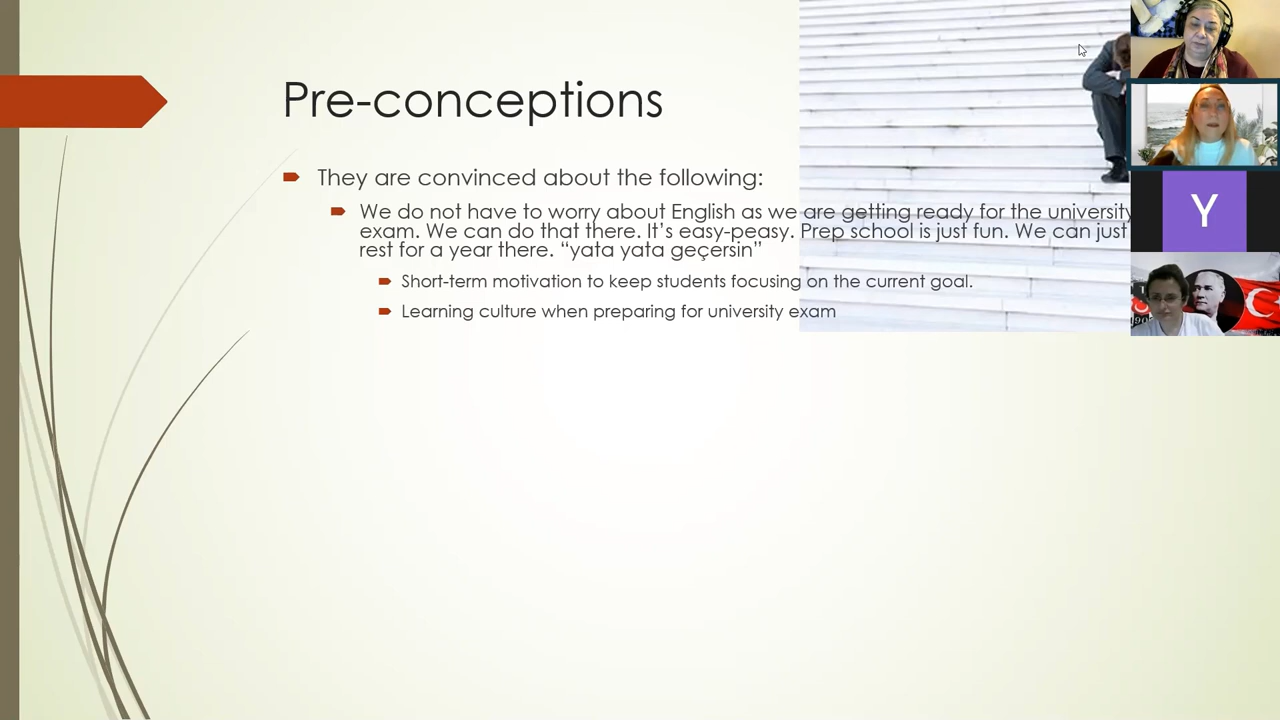 Pre-conceptions
They are convinced about the following:
We do not have to worry about English as we are getting ready for the university
exam. We can do that there. It’s easy-peasy. Prep school is just fun. We can just
rest for a year there. “yata yata geçersin”
Short-term motivation to keep students focusing on the current goal.
Learning culture when preparing for university exam
Y